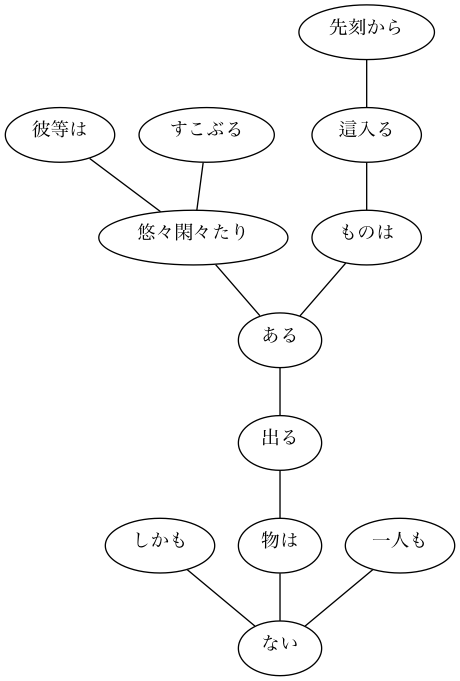 先刻から
彼等は
すこぶる
這入る
悠々閑々たり
ものは
ある
出る
しかも
物は
一人も
ない